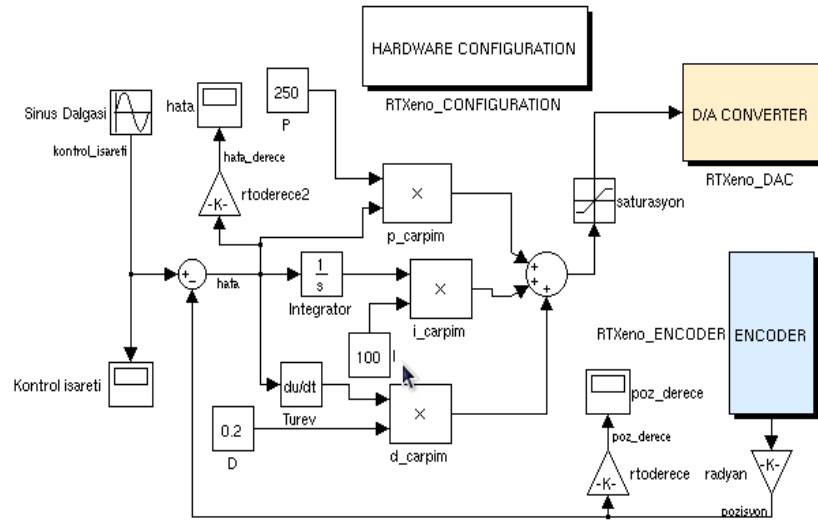 HARDWARE CONFIGURATION
RTXeno_CONFIGURATION
D/A CONVERTER
RTXeno_DAC
Sinus Dalgasi
kontrol_isareti
hata
hata_derece
-K-
rtoderece2
250
P
×
p_carpim
saturasyon
+
−
hata
1
s
Integrator
×
i_carpim
100
I
+
+
+
Kontrol isareti
du/dt
Turev
0.2
D
×
d_carpim
RTXeno_ENCODER
ENCODER
poz_derece
poz_derece
-K-
rtoderece
radyan
-K-
pozisyon